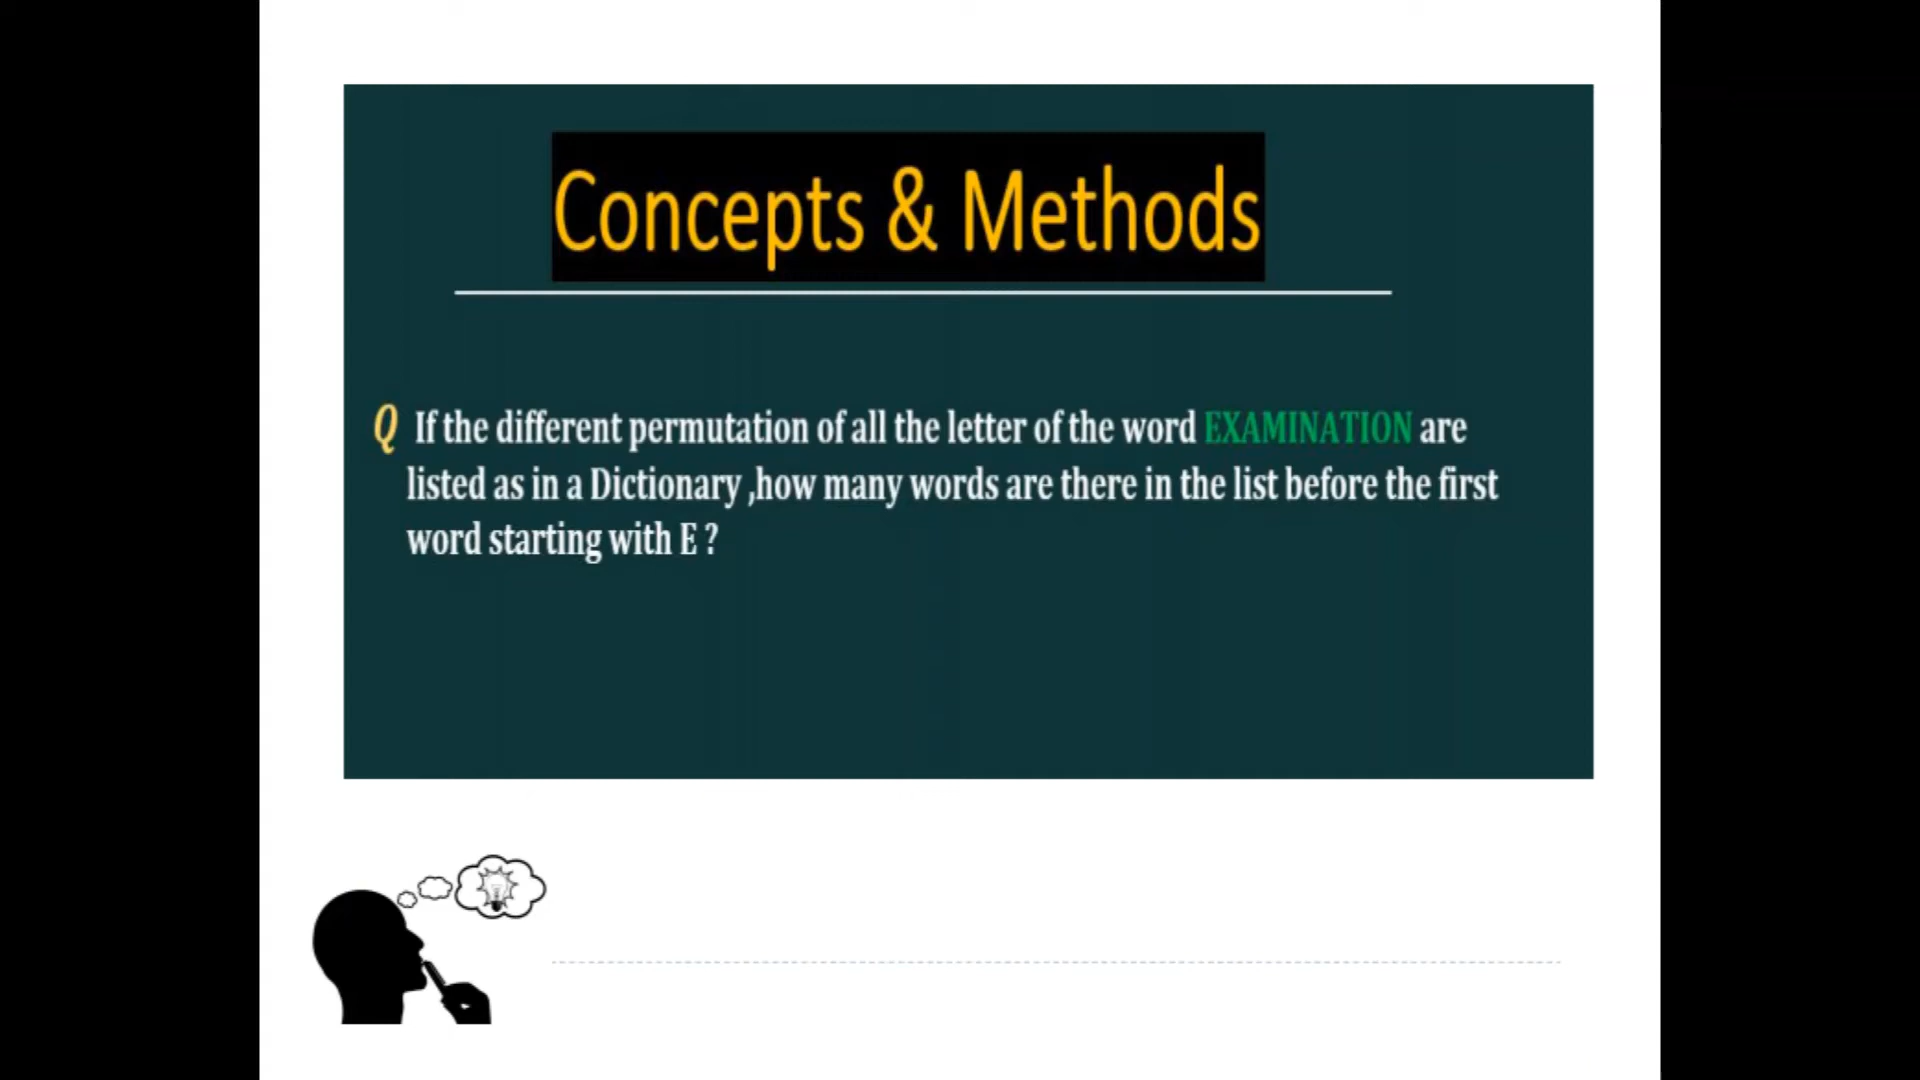 Concepts & Methods
Q If the different permutation of all the letter of the word EXAMINATION are
listed as in a Dictionary ,how many words are there in the list before the first
word starting with E ?